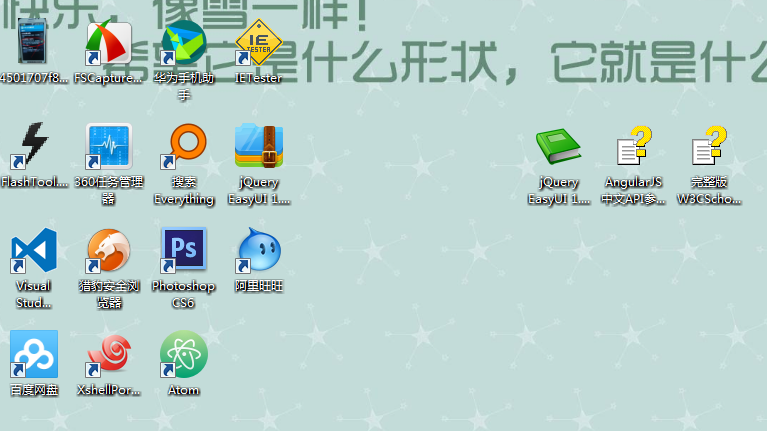 快乐，像雪一样！
希望它是什么形状，它就是什么
4501707f8...
FSCapture...
华为手机助
手
IETester
FlashTool....
360任务管理
器
搜索
Everything
jQuery
EasyUI 1....
jQuery
EasyUI 1....
AngularJS
中文API参...
完整版
W3CScho...
Visual
Stud...
猎豹安全浏
览器
Photoshop
CS6
阿里旺旺
百度网盘
XshellPor...
Atom